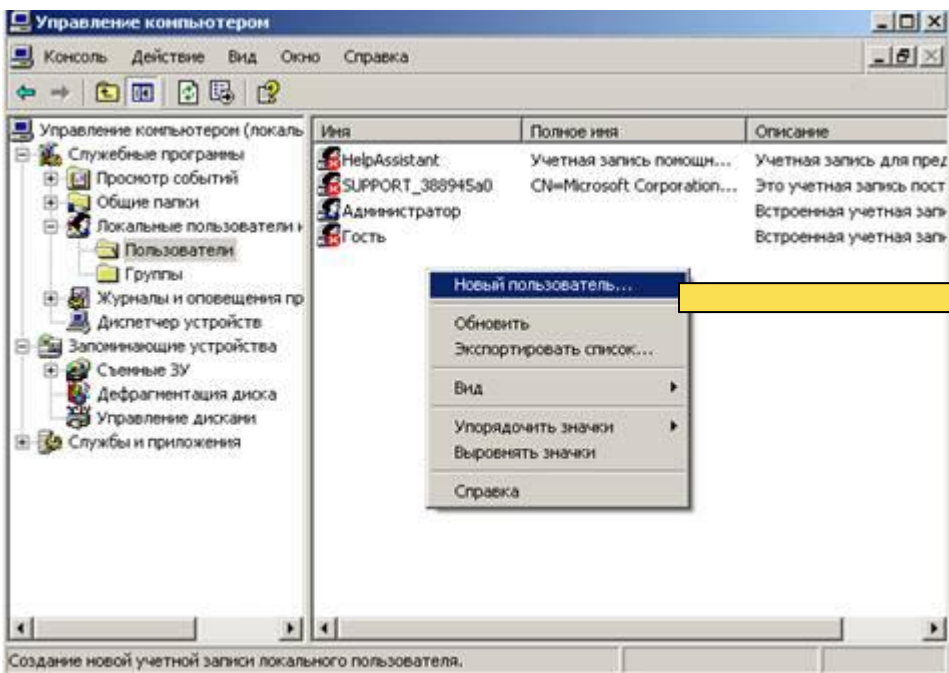 Управление компьютером
Консоль Действие Вид Окно Справка
Управление компьютером (локаль
Служебные программы
Просмотр событий
Общие папки
Локальные пользователи и
Пользователи
Группы
Журналы и оповещения пр
Диспетчер устройств
Запоминающие устройства
Съемные ЗУ
Дефрагментация диска
Управление дисками
Службы и приложения
Имя Полное имя Описание
HelpAssistant Учетная запись помощн... Учетная запись для пред
SUPPORT_388945a0 CN=Microsoft Corporation... Это учетная запись пост
Администратор Встроенная учетная запи
Гость Встроенная учетная запи
Новый пользователь...
Обновить
Экспортировать список...
Вид
Упорядочить значки
Выровнять значки
Справка
Создание новой учетной записи локального пользователя.